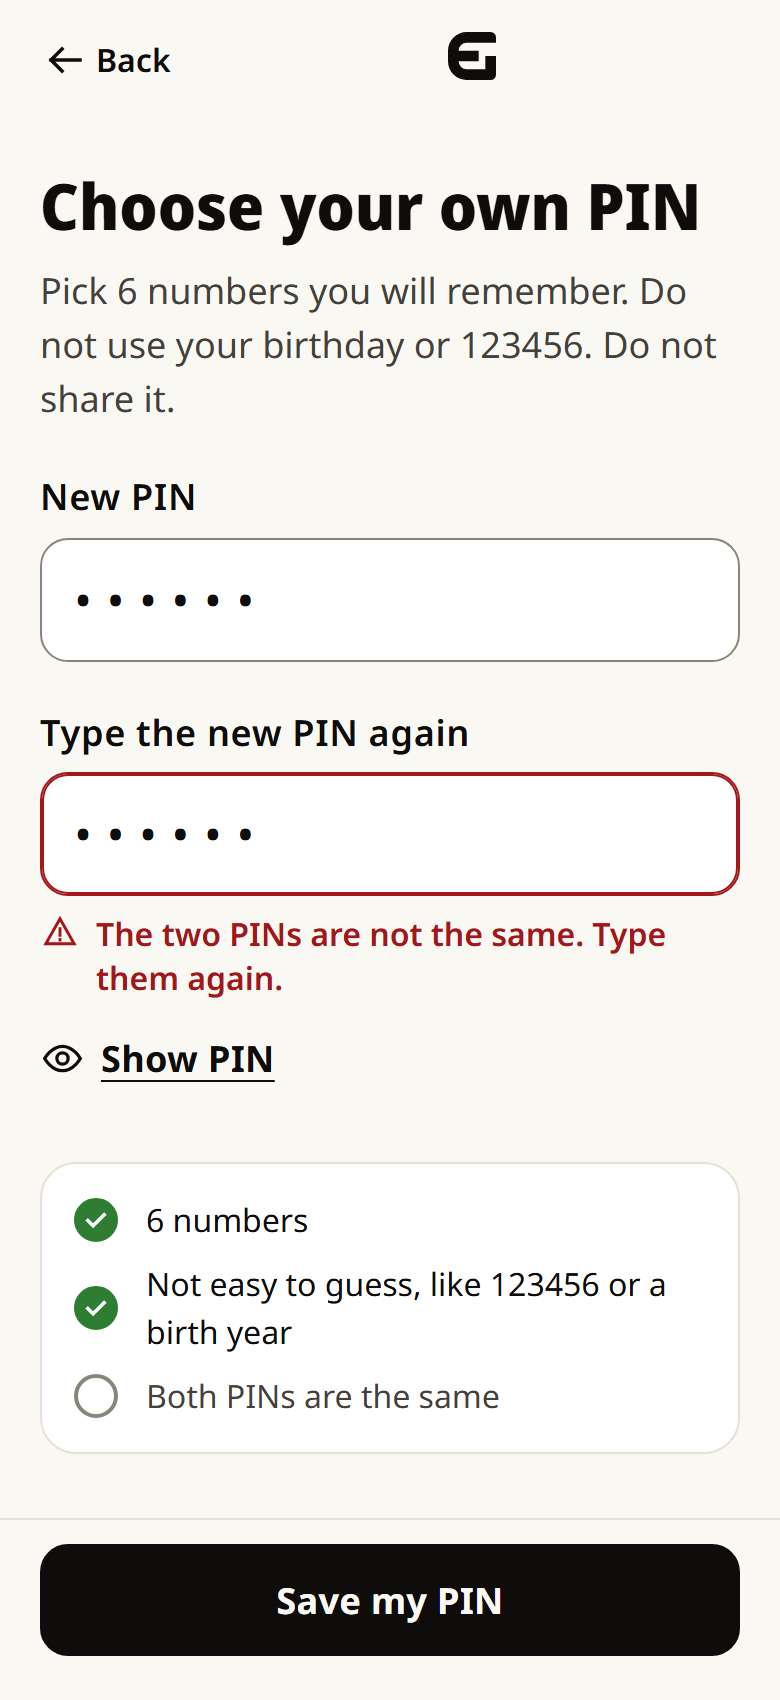 Back
Choose your own PIN
Pick 6 numbers you will remember. Do
not use your birthday or 123456. Do not
share it.
New PIN
••••••
Type the new PIN again
••••••
The two PINs are not the same. Type
them again.
Show PIN
6 numbers
Not easy to guess, like 123456 or a
birth year
Both PINs are the same
Save my PIN